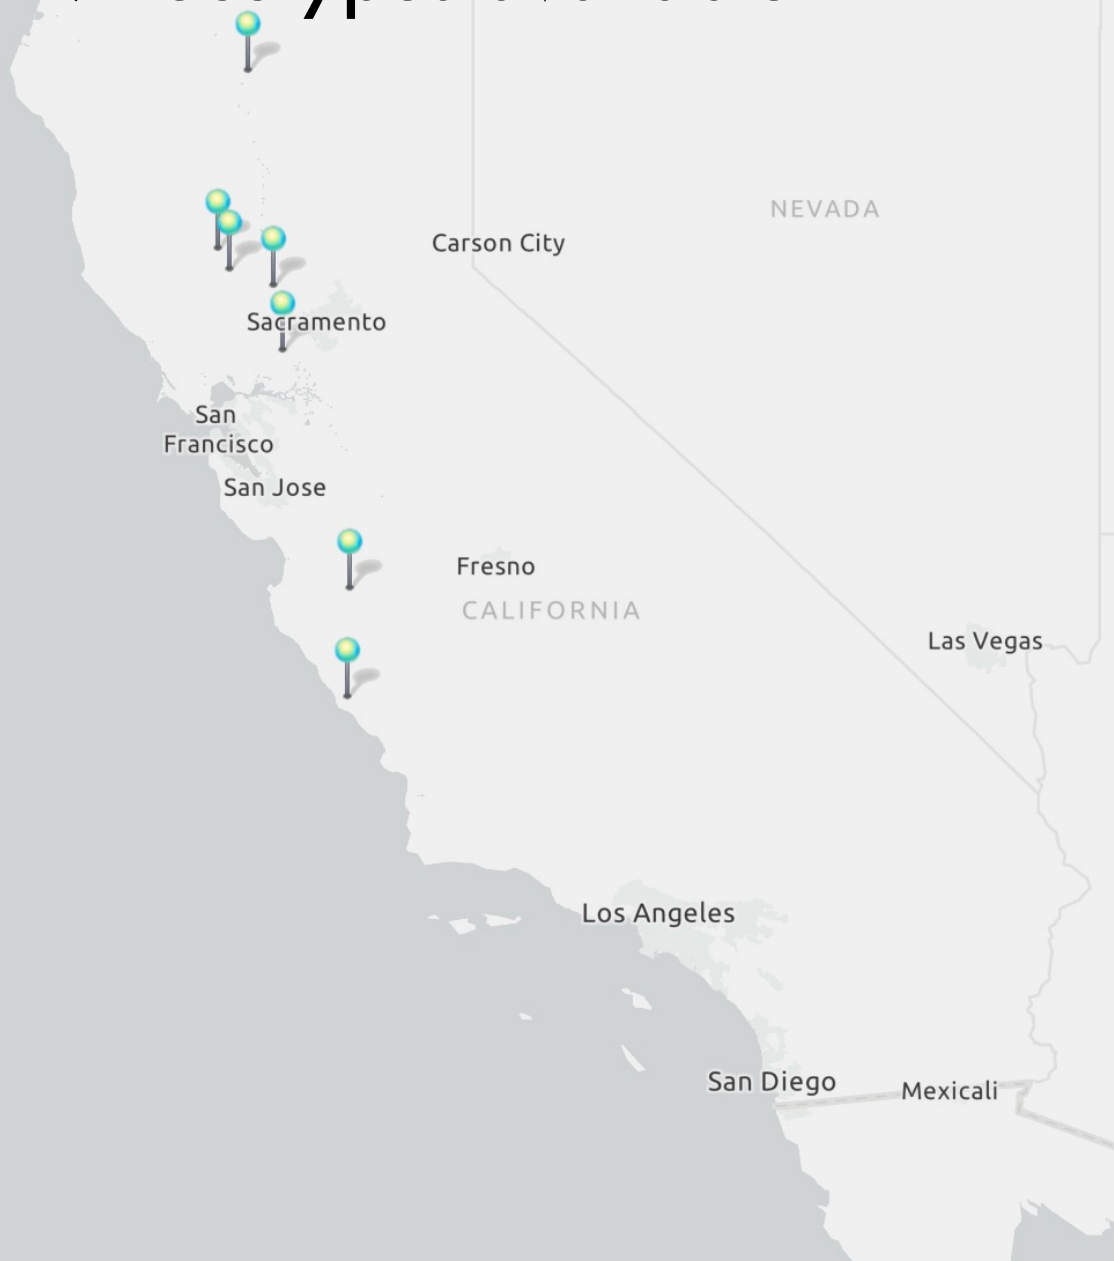 NEVADA
Carson City
Sacramento
San
Francisco
San Jose
Fresno
CALIFORNIA
Las Vegas
Los Angeles
San Diego
Mexicali